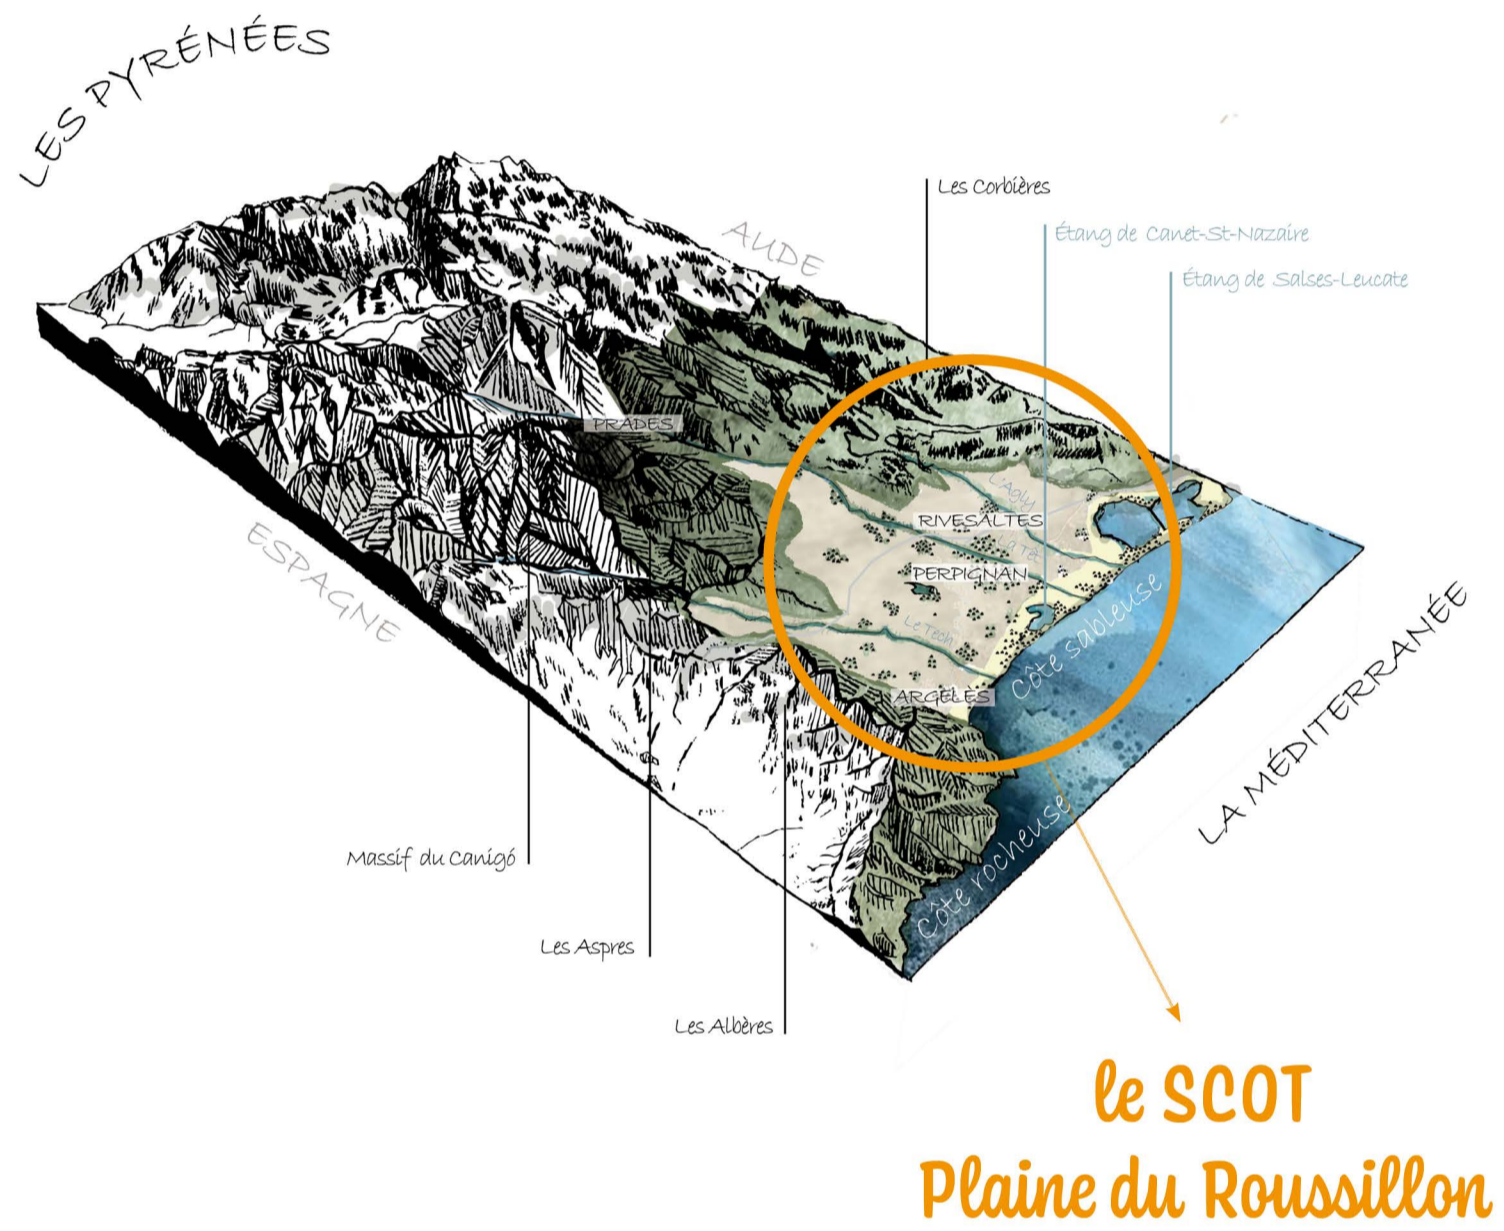 LES PYRÉNÉES
Les Corbières
AUDE
Étang de Canet-St-Nazaire
Étang de Salses-Leucate
PRADES
L'Agly
RIVESALTES
La Têt
PERPIGNAN
ESPAGNE
Le Tech
Côte sableuse
ARGELÈS
LA MÉDITERRANÉE
Côte rocheuse
Massif du Canigó
Les Aspres
Les Albères
le SCOT
Plaine du Roussillon